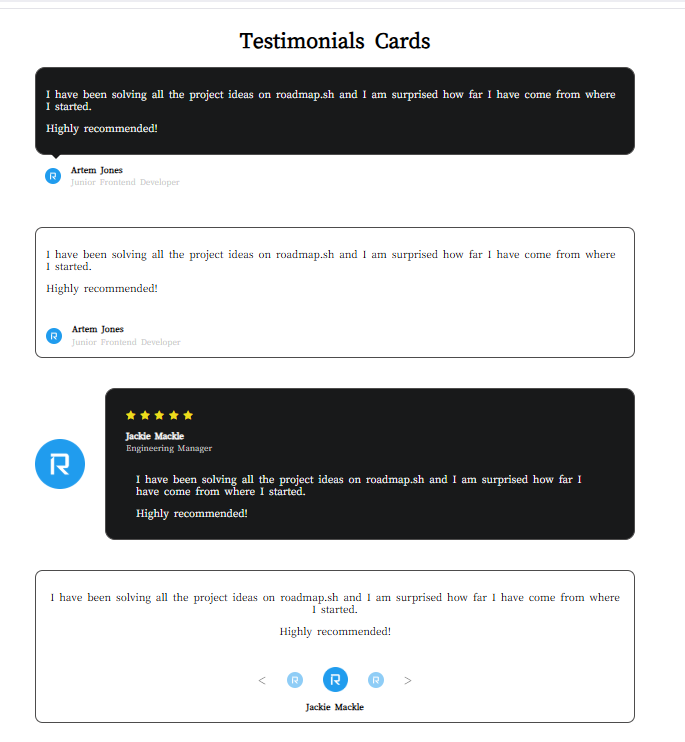 Testimonials Cards
I have been solving all the project ideas on roadmap.sh and I am surprised how far I have come from where
I started.
Highly recommended!
Artem Jones
Junior Frontend Developer
I have been solving all the project ideas on roadmap.sh and I am surprised how far I have come from where
I started.
Highly recommended!
Artem Jones
Junior Frontend Developer
Jackie Mackle
Engineering Manager
I have been solving all the project ideas on roadmap.sh and I am surprised how far I
have come from where I started.
Highly recommended!
I have been solving all the project ideas on roadmap.sh and I am surprised how far I have come from where
I started.
Highly recommended!
< >
Jackie Mackle